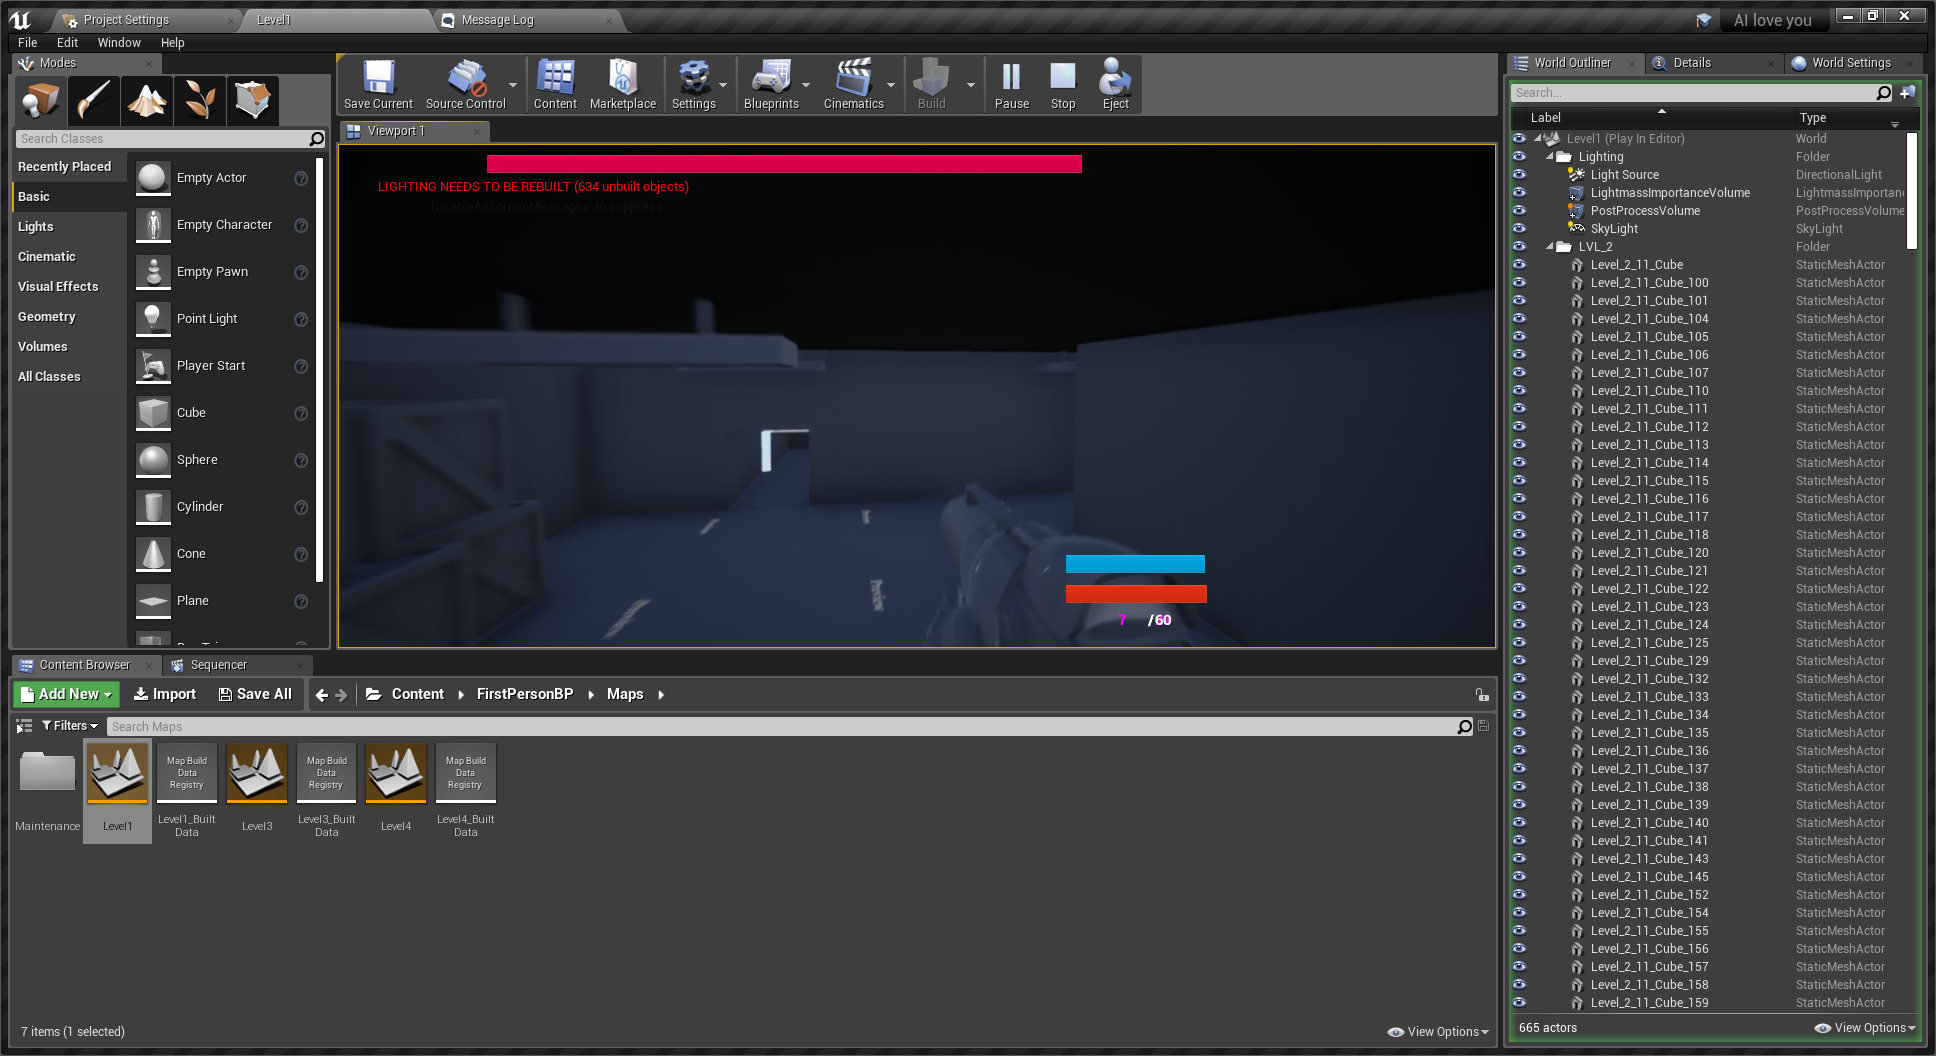 Project Settings
Level1
Message Log
AI love you
File Edit Window Help
Modes
Save Current
Source Control
Content
Marketplace
Settings
Blueprints
Cinematics
Build
Pause
Stop
Eject
World Outliner
Details
World Settings
Search Classes
Recently Placed
Basic
Lights
Cinematic
Visual Effects
Geometry
Volumes
All Classes
Empty Actor
Empty Character
Empty Pawn
Point Light
Player Start
Cube
Sphere
Cylinder
Cone
Plane
Viewport 1
LIGHTING NEEDS TO BE REBUILT (634 unbuilt objects)
'DisableAllScreenMessages' to suppress
7 /60
Search...
Label Type
Level1 (Play In Editor) World
Lighting Folder
Light Source DirectionalLight
LightmassImportanceVolume LightmassImportanc
PostProcessVolume PostProcessVolume
SkyLight SkyLight
LVL_2 Folder
Level_2_11_Cube StaticMeshActor
Level_2_11_Cube_100 StaticMeshActor
Level_2_11_Cube_101 StaticMeshActor
Level_2_11_Cube_104 StaticMeshActor
Level_2_11_Cube_105 StaticMeshActor
Level_2_11_Cube_106 StaticMeshActor
Level_2_11_Cube_107 StaticMeshActor
Level_2_11_Cube_110 StaticMeshActor
Level_2_11_Cube_111 StaticMeshActor
Level_2_11_Cube_112 StaticMeshActor
Level_2_11_Cube_113 StaticMeshActor
Level_2_11_Cube_114 StaticMeshActor
Level_2_11_Cube_115 StaticMeshActor
Level_2_11_Cube_116 StaticMeshActor
Level_2_11_Cube_117 StaticMeshActor
Level_2_11_Cube_118 StaticMeshActor
Level_2_11_Cube_120 StaticMeshActor
Level_2_11_Cube_121 StaticMeshActor
Level_2_11_Cube_122 StaticMeshActor
Level_2_11_Cube_123 StaticMeshActor
Level_2_11_Cube_124 StaticMeshActor
Level_2_11_Cube_125 StaticMeshActor
Level_2_11_Cube_129 StaticMeshActor
Level_2_11_Cube_132 StaticMeshActor
Level_2_11_Cube_133 StaticMeshActor
Level_2_11_Cube_134 StaticMeshActor
Level_2_11_Cube_135 StaticMeshActor
Level_2_11_Cube_136 StaticMeshActor
Level_2_11_Cube_137 StaticMeshActor
Level_2_11_Cube_138 StaticMeshActor
Level_2_11_Cube_139 StaticMeshActor
Level_2_11_Cube_140 StaticMeshActor
Level_2_11_Cube_141 StaticMeshActor
Level_2_11_Cube_143 StaticMeshActor
Level_2_11_Cube_145 StaticMeshActor
Level_2_11_Cube_152 StaticMeshActor
Level_2_11_Cube_154 StaticMeshActor
Level_2_11_Cube_155 StaticMeshActor
Level_2_11_Cube_156 StaticMeshActor
Level_2_11_Cube_157 StaticMeshActor
Level_2_11_Cube_158 StaticMeshActor
Level_2_11_Cube_159 StaticMeshActor
665 actors
View Options
Content Browser
Sequencer
Add New
Import
Save All
Content
FirstPersonBP
Maps
Filters
Search Maps
Maintenance
Level1
Map Build
Data
Registry
Level1_Built
Data
Level3
Map Build
Data
Registry
Level3_Built
Data
Level4
Map Build
Data
Registry
Level4_Built
Data
7 items (1 selected)
View Options